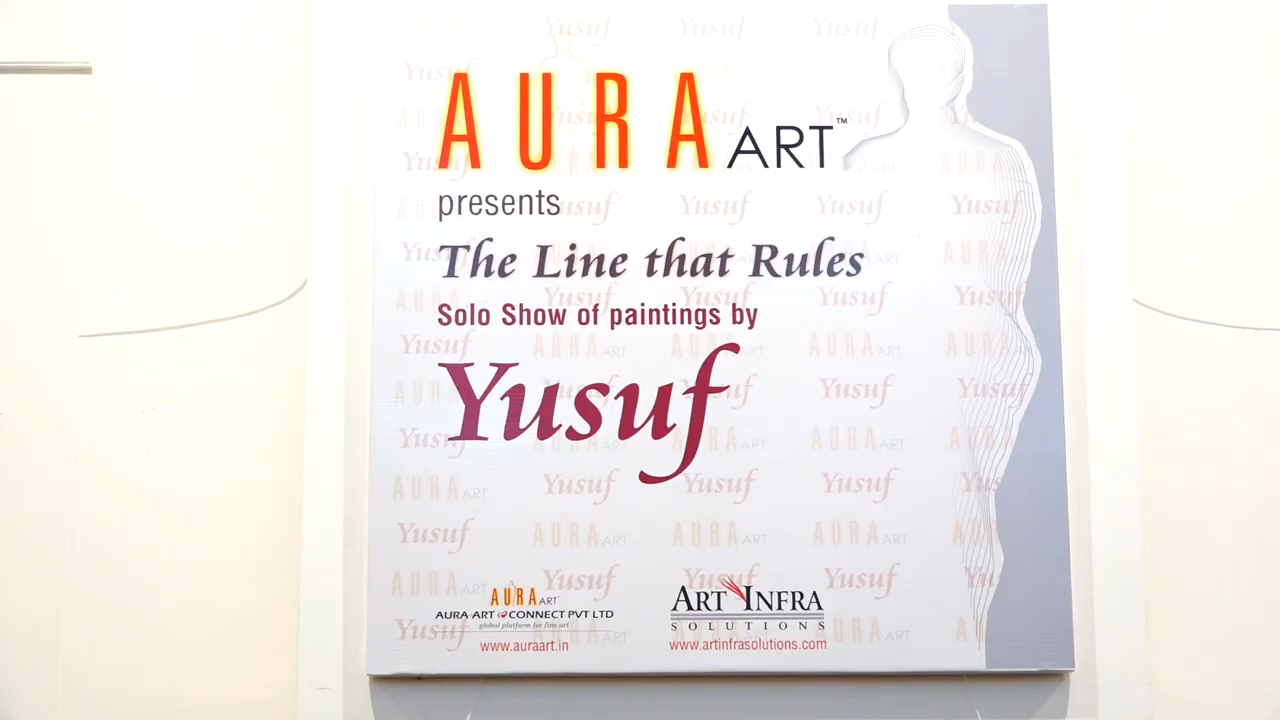 AURA ART™
presents
The Line that Rules
Solo Show of paintings by
Yusuf
AURA ART
AURA ART CONNECT PVT LTD
global platform for fine art
www.auraart.in
ART INFRA
SOLUTIONS
www.artinfrasolutions.com